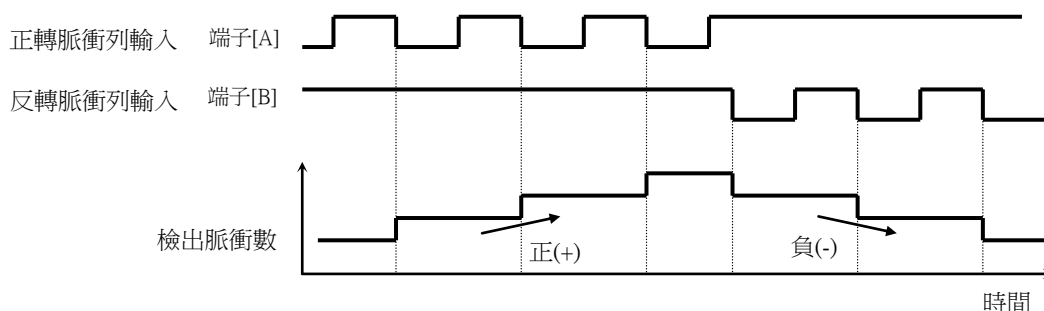 正轉脈衝列輸入 端子[A]
反轉脈衝列輸入 端子[B]
檢出脈衝數
正(+)
負(-)
時間